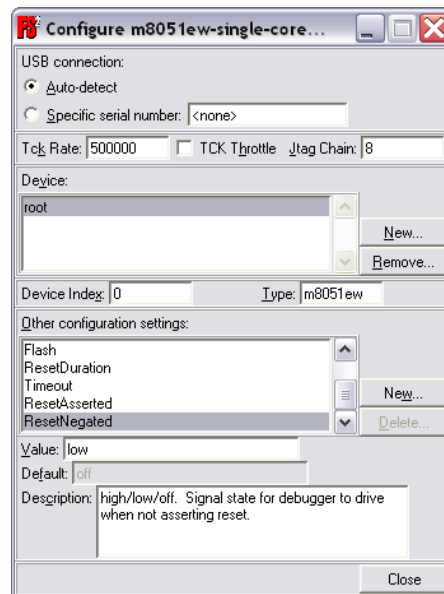 FS2 Configure m8051ew-single-core...
USB connection:
Auto-detect
Specific serial number: <none>
Tck Rate: 500000 TCK Throttle Jtag Chain: 8
Device:
root
New...
Remove...
Device Index: 0 Type: m8051ew
Other configuration settings:
Flash
ResetDuration
Timeout
ResetAsserted
ResetNegated
New...
Delete...
Value: low
Default: off
Description: high/low/off. Signal state for debugger to drive
when not asserting reset.
Close